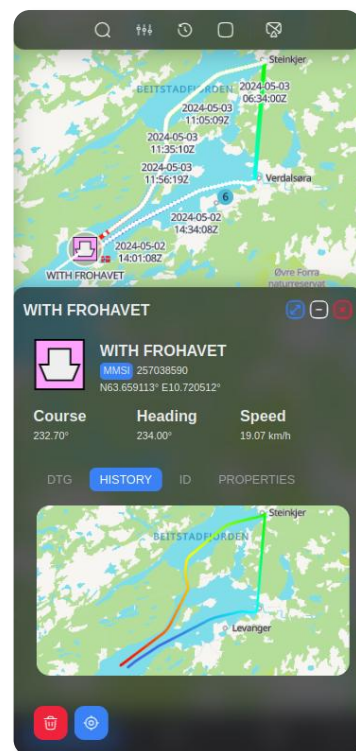 Steinkjer
BEITSTADFJORDEN
2024-05-03
06:34:00Z
2024-05-03
11:05:09Z
2024-05-03
11:35:10Z
2024-05-03
11:56:19Z
Verdalsøra
6
2024-05-02
14:34:08Z
2024-05-02
14:01:08Z
WITH FROHAVET
Øvre Forra
naturreservat
WITH FROHAVET
WITH FROHAVET
MMSI 257038590
N63.659113° E10.720512°
Course Heading Speed
232.70° 234.00° 19.07 km/h
DTG HISTORY ID PROPERTIES
Steinkjer
BEITSTADFJORDEN
Levanger